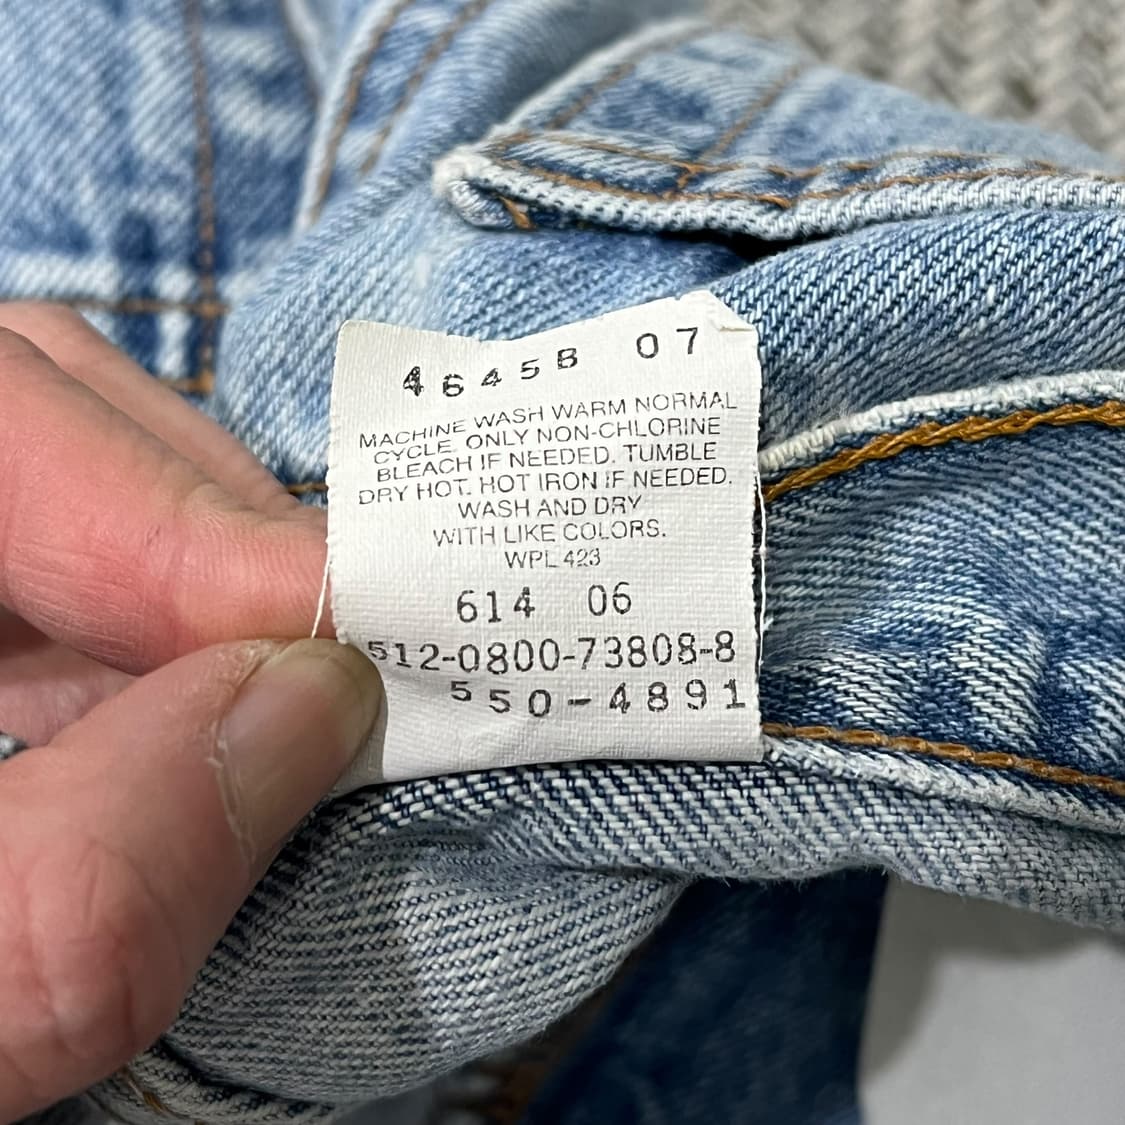 4645B 07
MACHINE WASH WARM NORMAL
CYCLE. ONLY NON-CHLORINE
BLEACH IF NEEDED. TUMBLE
DRY HOT. HOT IRON IF NEEDED.
WASH AND DRY
WITH LIKE COLORS.
WPL 423
614 06
512-0800-73808-8
550-4891